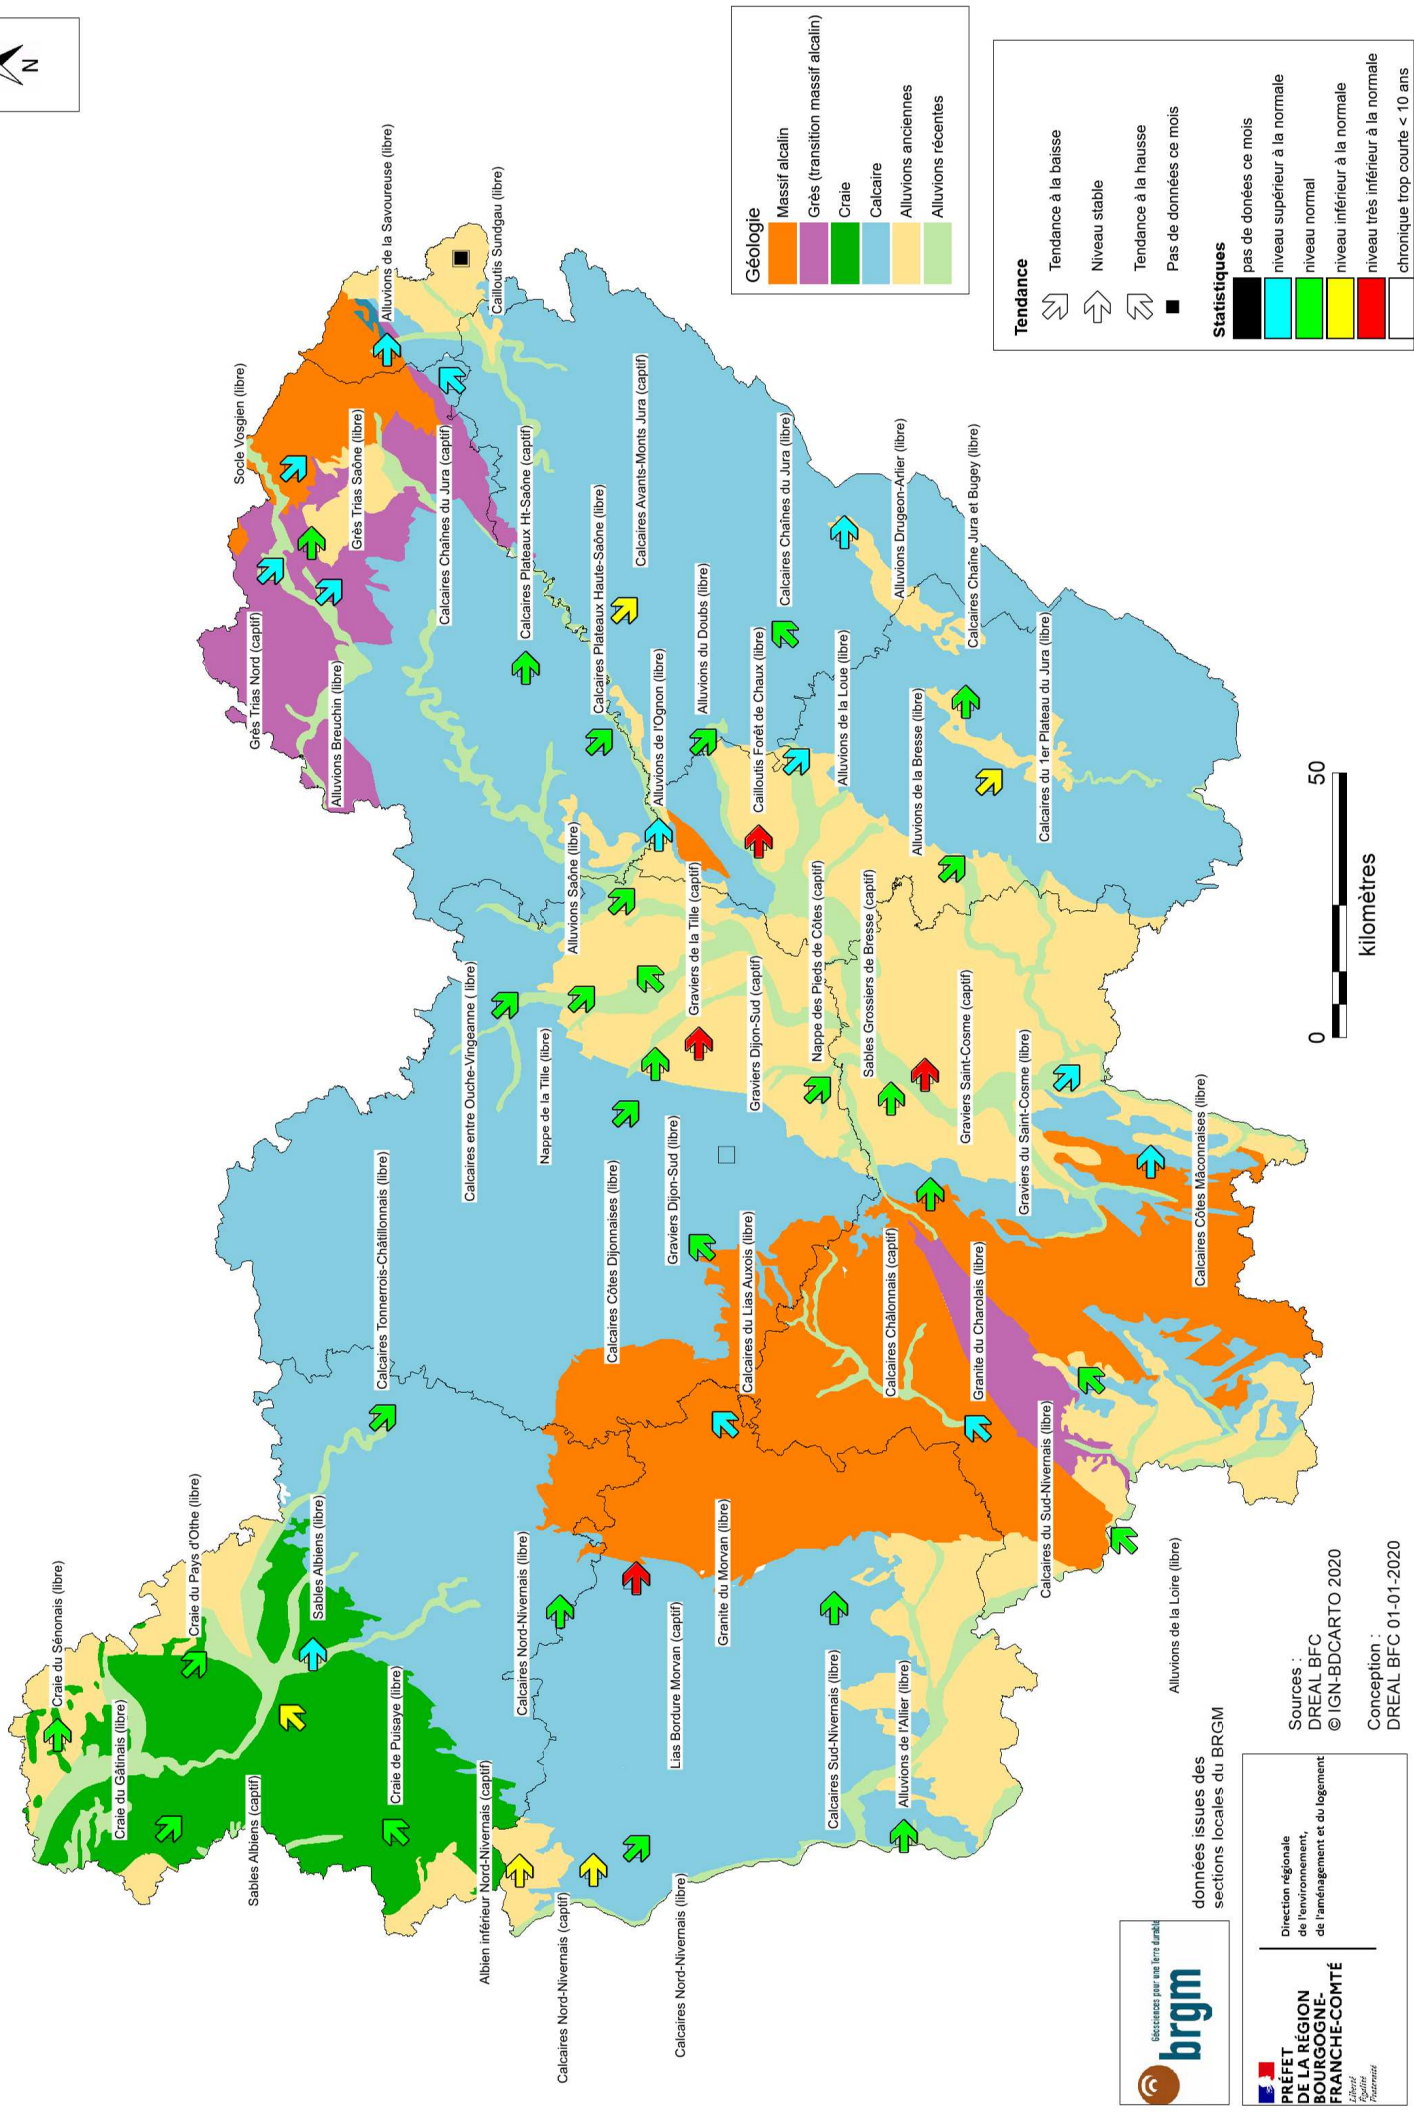 N
Géologie
Massif alcalin
Grès (transition massif alcalin)
Craie
Calcaire
Alluvions anciennes
Alluvions récentes
Tendance
Tendance à la baisse
Niveau stable
Tendance à la hausse
Pas de données ce mois
Statistiques
pas de donées ce mois
niveau supérieur à la normale
niveau normal
niveau inférieur à la normale
niveau très inférieur à la normale
chronique trop courte < 10 ans
Craie du Sénonais (libre)
Craie du Gâtinais (libre)
Craie du Pays d'Othe (libre)
Sables Albiens (captif)
Sables Albiens (libre)
Craie de Puisaye (libre)
Calcaires Tonnerrois-Châtillonnais (libre)
Albien inférieur Nord-Nivernais (captif)
Calcaires Nord-Nivernais (libre)
Calcaires Nord-Nivernais (captif)
Calcaires Nord-Nivernais (libre)
Lias Bordure Morvan (captif)
Granite du Morvan (libre)
Calcaires Sud-Nivernais (libre)
Alluvions de l'Allier (libre)
Calcaires du Sud-Nivernais (libre)
Alluvions de la Loire (libre)
Calcaires entre Ouche-Vingeanne ( libre)
Nappe de la Tille (libre)
Calcaires Côtes Dijonnaises (libre)
Graviers Dijon-Sud (libre)
Calcaires du Lias Auxois (libre)
Calcaires Châlonnais (captif)
Granite du Charolais (libre)
Alluvions Saône (libre)
Graviers de la Tille (captif)
Graviers Dijon-Sud (captif)
Nappe des Pieds de Côtes (captif)
Sables Grossiers de Bresse (captif)
Graviers Saint-Cosme (captif)
Graviers du Saint-Cosme (libre)
Calcaires Côtes Mâconnaises (libre)
Socle Vosgien (libre)
Grès Trias Nord (captif)
Alluvions Breuchin (libre)
Grès Trias Saône (libre)
Alluvions de la Savoureuse (libre)
Cailloutis Sundgau (libre)
Calcaires Chaînes du Jura (captif)
Calcaires Plateaux Ht-Saône (captif)
Calcaires Plateaux Haute-Saône (libre)
Calcaires Avants-Monts Jura (captif)
Alluvions de l'Ognon (libre)
Alluvions du Doubs (libre)
Cailloutis Forêt de Chaux (libre)
Calcaires Chaînes du Jura (libre)
Alluvions de la Loue (libre)
Alluvions Drugeon-Arlier (libre)
Alluvions de la Bresse (libre)
Calcaires Chaîne Jura et Bugey (libre)
Calcaires du 1er Plateau du Jura (libre)
0
50
kilomètres
Géosciences pour une Terre durable
brgm
données issues des
sections locales du BRGM
PRÉFET
DE LA RÉGION
BOURGOGNE-
FRANCHE-COMTÉ
Liberté
Égalité
Fraternité
Direction régionale
de l'environnement,
de l'aménagement et du logement
Sources :
DREAL BFC
© IGN-BDCARTO 2020
Conception :
DREAL BFC 01-01-2020